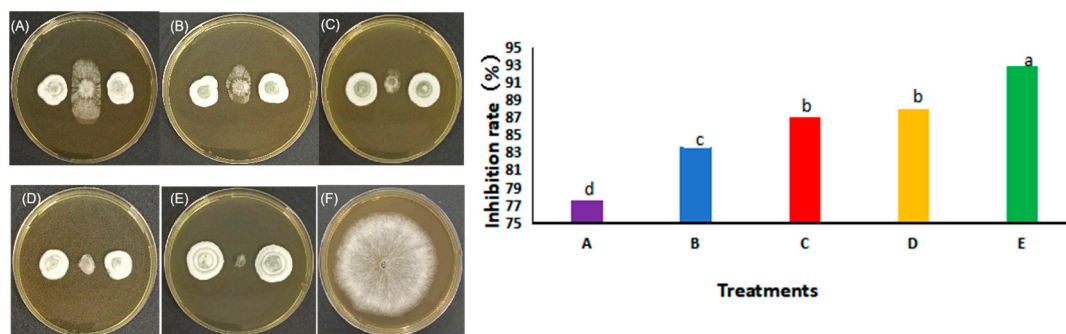 (A)
(B)
(C)
(D)
(E)
(F)
Inhibition rate (%)
95
93
91
89
87
85
83
81
79
77
75
d
c
b
b
a
A
B
C
D
E
Treatments